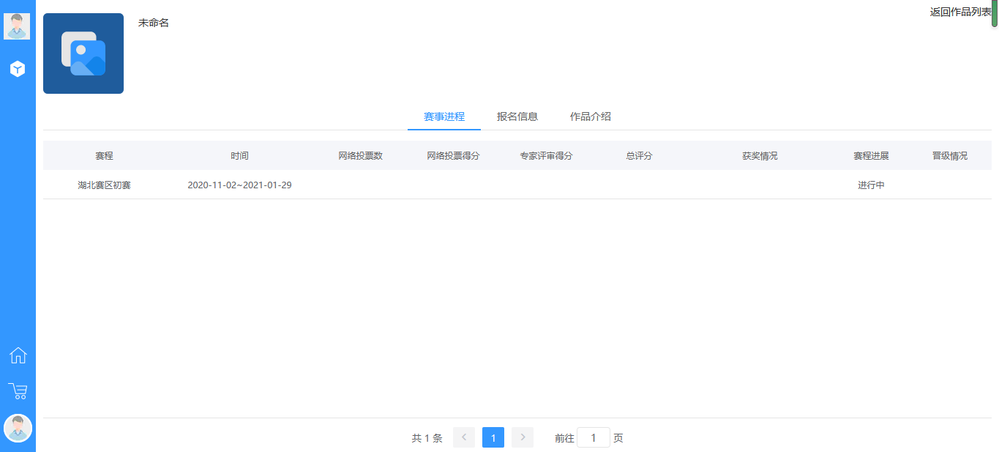 返回作品列表
未命名
赛事进程 报名信息 作品介绍
赛程 时间 网络投票数 网络投票得分 专家评审得分 总评分 获奖情况 赛程进展 晋级情况
湖北赛区初赛 2020-11-02~2021-01-29 进行中
共 1 条 1 前往 1 页